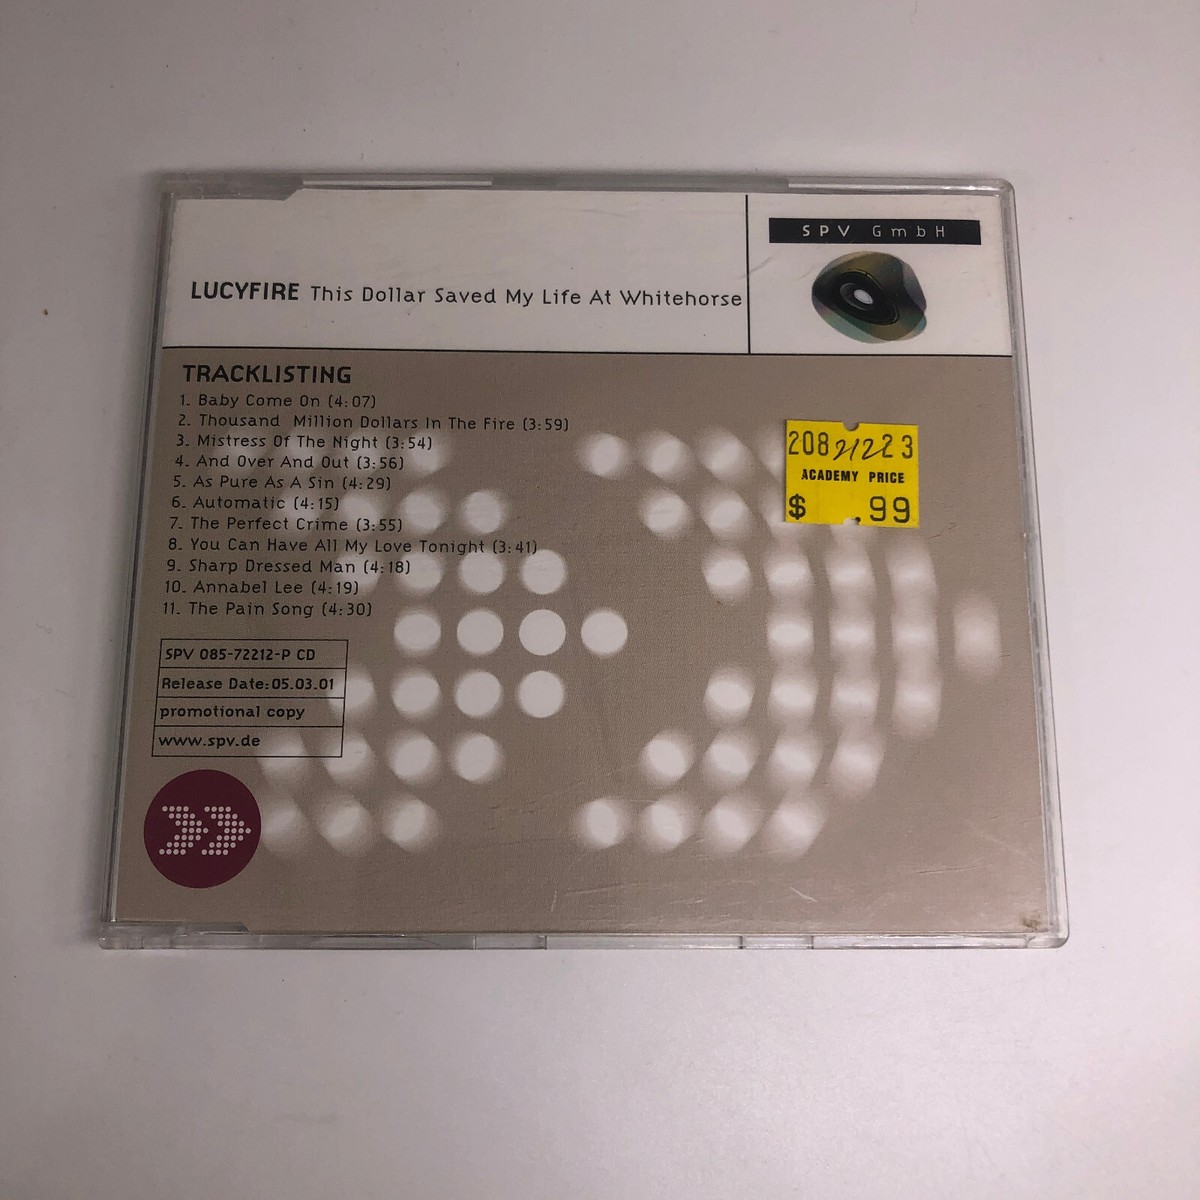 SPV GmbH
LUCYFIRE This Dollar Saved My Life At Whitehorse
TRACKLISTING
1. Baby Come On (4:07)
2. Thousand Million Dollars In The Fire (3:59)
3. Mistress Of The Night (3:54)
4. And Over And Out (3:56)
5. As Pure As A Sin (4:29)
6. Automatic (4:15)
7. The Perfect Crime (3:55)
8. You Can Have All My Love Tonight (3:41)
9. Sharp Dressed Man (4:18)
10. Annabel Lee (4:19)
11. The Pain Song (4:30)
SPV 085-72212-P CD
Release Date:05.03.01
promotional copy
www.spv.de
ACADEMY PRICE
$ .99